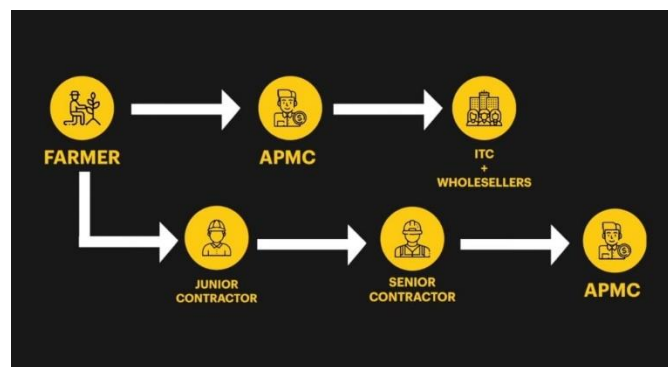 FARMER
APMC
ITC
+
WHOLESELLERS
JUNIOR
CONTRACTOR
SENIOR
CONTRACTOR
APMC